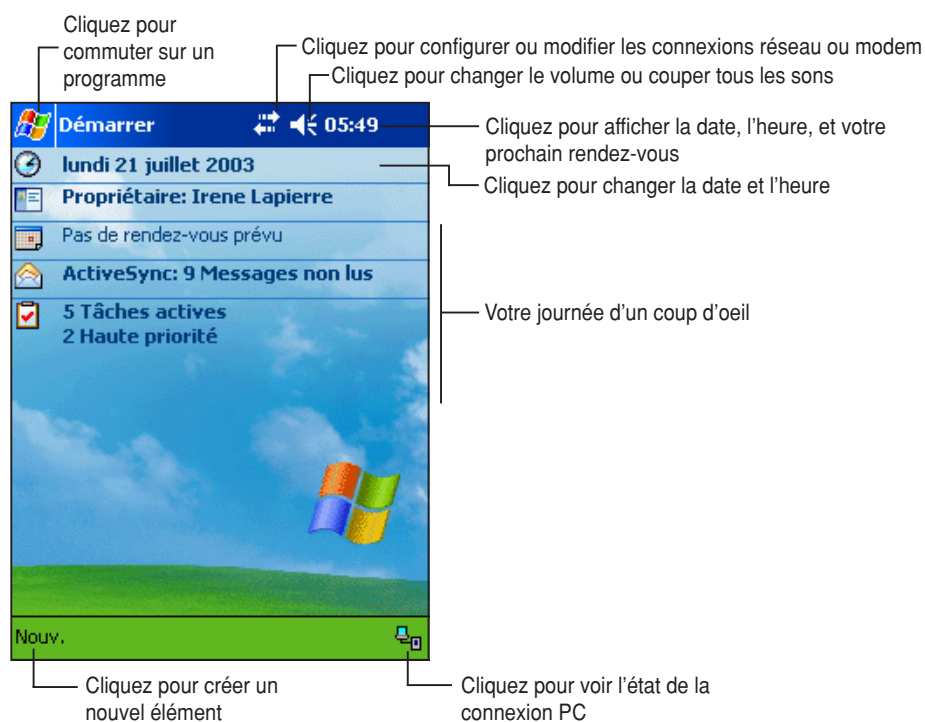 Cliquez pour
commuter sur un
programme
Cliquez pour configurer ou modifier les connexions réseau ou modem
Cliquez pour changer le volume ou couper tous les sons
Démarrer 05:49
Cliquez pour afficher la date, l'heure, et votre
prochain rendez-vous
lundi 21 juillet 2003
Cliquez pour changer la date et l'heure
Propriétaire: Irene Lapierre
Pas de rendez-vous prévu
ActiveSync: 9 Messages non lus
5 Tâches actives
2 Haute priorité
Votre journée d'un coup d'oeil
Nouv.
Cliquez pour créer un
nouvel élément
Cliquez pour voir l'état de la
connexion PC